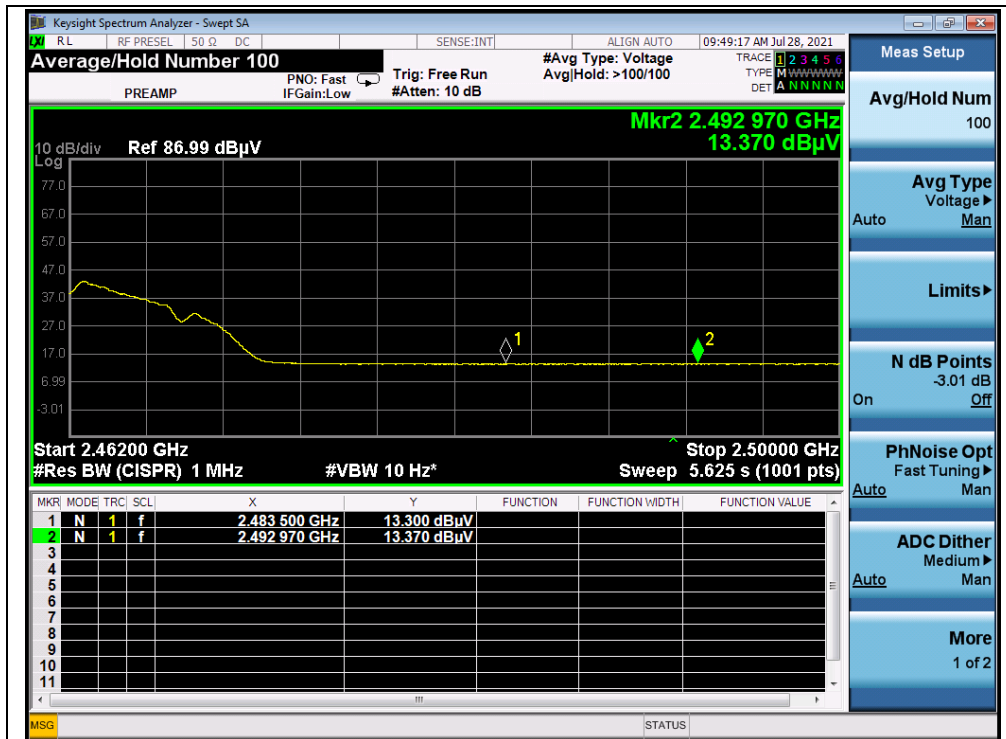 Keysight Spectrum Analyzer - Swept SA
LXI RL RF PRESEL 50 Ω DC SENSE:INT ALIGN AUTO 09:49:17 AM Jul 28, 2021
Average/Hold Number 100
PREAMP
PNO: Fast
IFGain:Low
Trig: Free Run
#Atten: 10 dB
#Avg Type: Voltage
Avg|Hold: >100/100
TRACE 1 2 3 4 5 6
TYPE M WWWWW
DET A N N N N N
Mkr2 2.492 970 GHz
13.370 dBµV
10 dB/div Ref 86.99 dBµV
Log
77.0
67.0
57.0
47.0
37.0
27.0
17.0
6.99
-3.01
1
2
Start 2.46200 GHz Stop 2.50000 GHz
#Res BW (CISPR) 1 MHz #VBW 10 Hz* Sweep 5.625 s (1001 pts)
MKR MODE TRC SCL X Y FUNCTION FUNCTION WIDTH FUNCTION VALUE
1 N 1 f 2.483 500 GHz 13.300 dBµV
2 N 1 f 2.492 970 GHz 13.370 dBµV
3
4
5
6
7
8
9
10
11
MSG STATUS
Meas Setup
Avg/Hold Num
100
Avg Type
Voltage
Auto Man
Limits
N dB Points
-3.01 dB
On Off
PhNoise Opt
Fast Tuning
Auto Man
ADC Dither
Medium
Auto Man
More
1 of 2